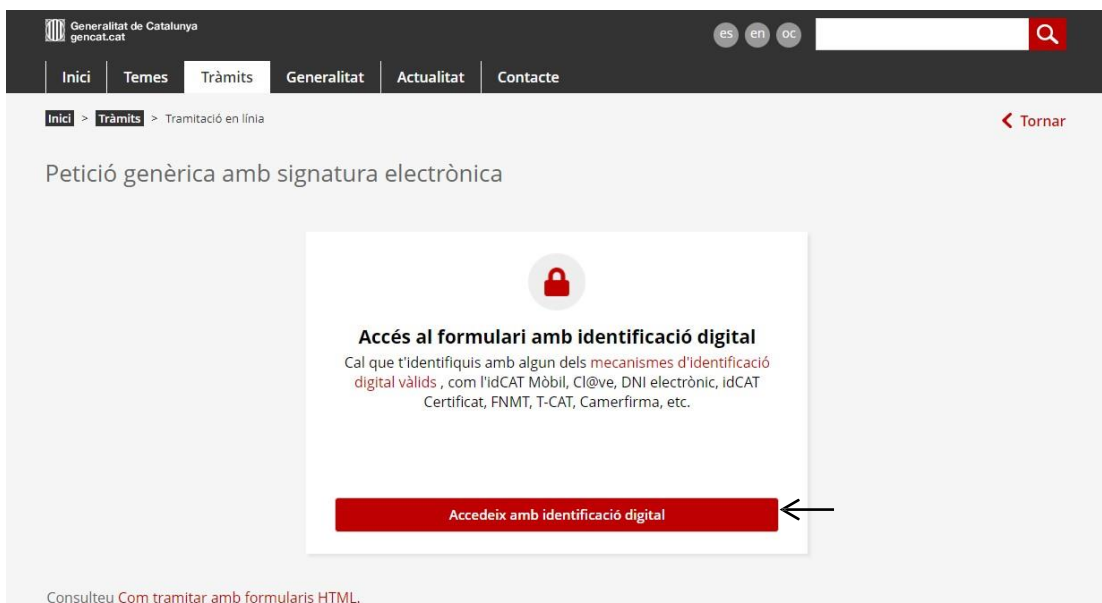 Generalitat de Catalunya
gencat.cat
es en oc
Inici Temes Tràmits Generalitat Actualitat Contacte
Inici > Tràmits > Tramitació en línia
Tornar
Petició genèrica amb signatura electrònica
Accés al formulari amb identificació digital
Cal que t'identifiquis amb algun dels mecanismes d'identificació
digital vàlids , com l'idCAT Mòbil, Cl@ve, DNI electrònic, idCAT
Certificat, FNMT, T-CAT, Camerfirma, etc.
Accedeix amb identificació digital
Consulteu Com tramitar amb formularis HTML.